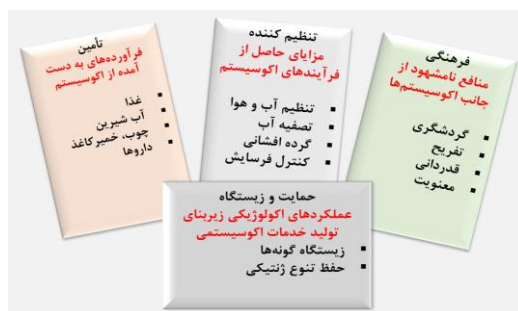 فرهنگی
منافع نامشهود از
جانب اکوسیستم‌ها
▪ گردشگری
▪ تفریح
▪ قدردانی
▪ معنویت
تنظیم کننده
مزایای حاصل از
فرآیندهای اکوسیستم
▪ تنظیم آب و هوا
▪ تصفیه آب
▪ گرده افشانی
▪ کنترل فرسایش
تأمین
فرآورده‌های به دست
آمده از اکوسیستم
▪ غذا
▪ آب شیرین
▪ چوب، خمیر کاغذ
▪ داروها
حمایت و زیستگاه
عملکردهای اکولوژیکی زیربنای
تولید خدمات اکوسیستمی
▪ زیستگاه گونه‌ها
▪ حفظ تنوع ژنتیکی